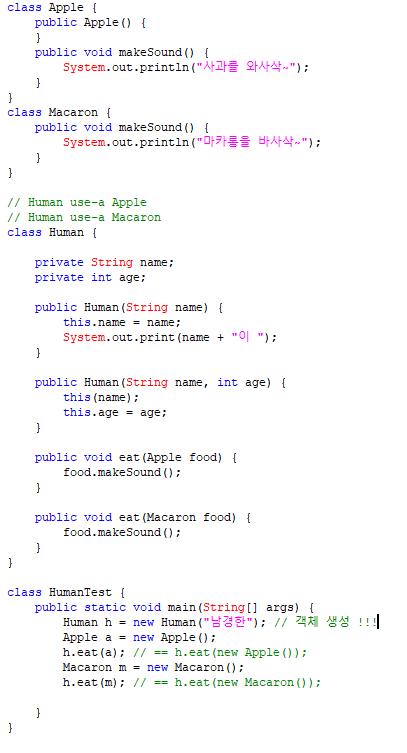 class Apple {
    public Apple() {
    }
    public void makeSound() {
        System.out.println("사과를 와사삭~");
    }
}
class Macaron {
    public void makeSound() {
        System.out.println("마카롱을 바사삭~");
    }
}

// Human use-a Apple
// Human use-a Macaron
class Human {

    private String name;
    private int age;

    public Human(String name) {
        this.name = name;
        System.out.print(name + "이 ");
    }

    public Human(String name, int age) {
        this(name);
        this.age = age;
    }

    public void eat(Apple food) {
        food.makeSound();
    }

    public void eat(Macaron food) {
        food.makeSound();
    }
}

class HumanTest {
    public static void main(String[] args) {
        Human h = new Human("남경한"); // 객체 생성 !!!
        Apple a = new Apple();
        h.eat(a); // == h.eat(new Apple());
        Macaron m = new Macaron();
        h.eat(m); // == h.eat(new Macaron());

    }
}